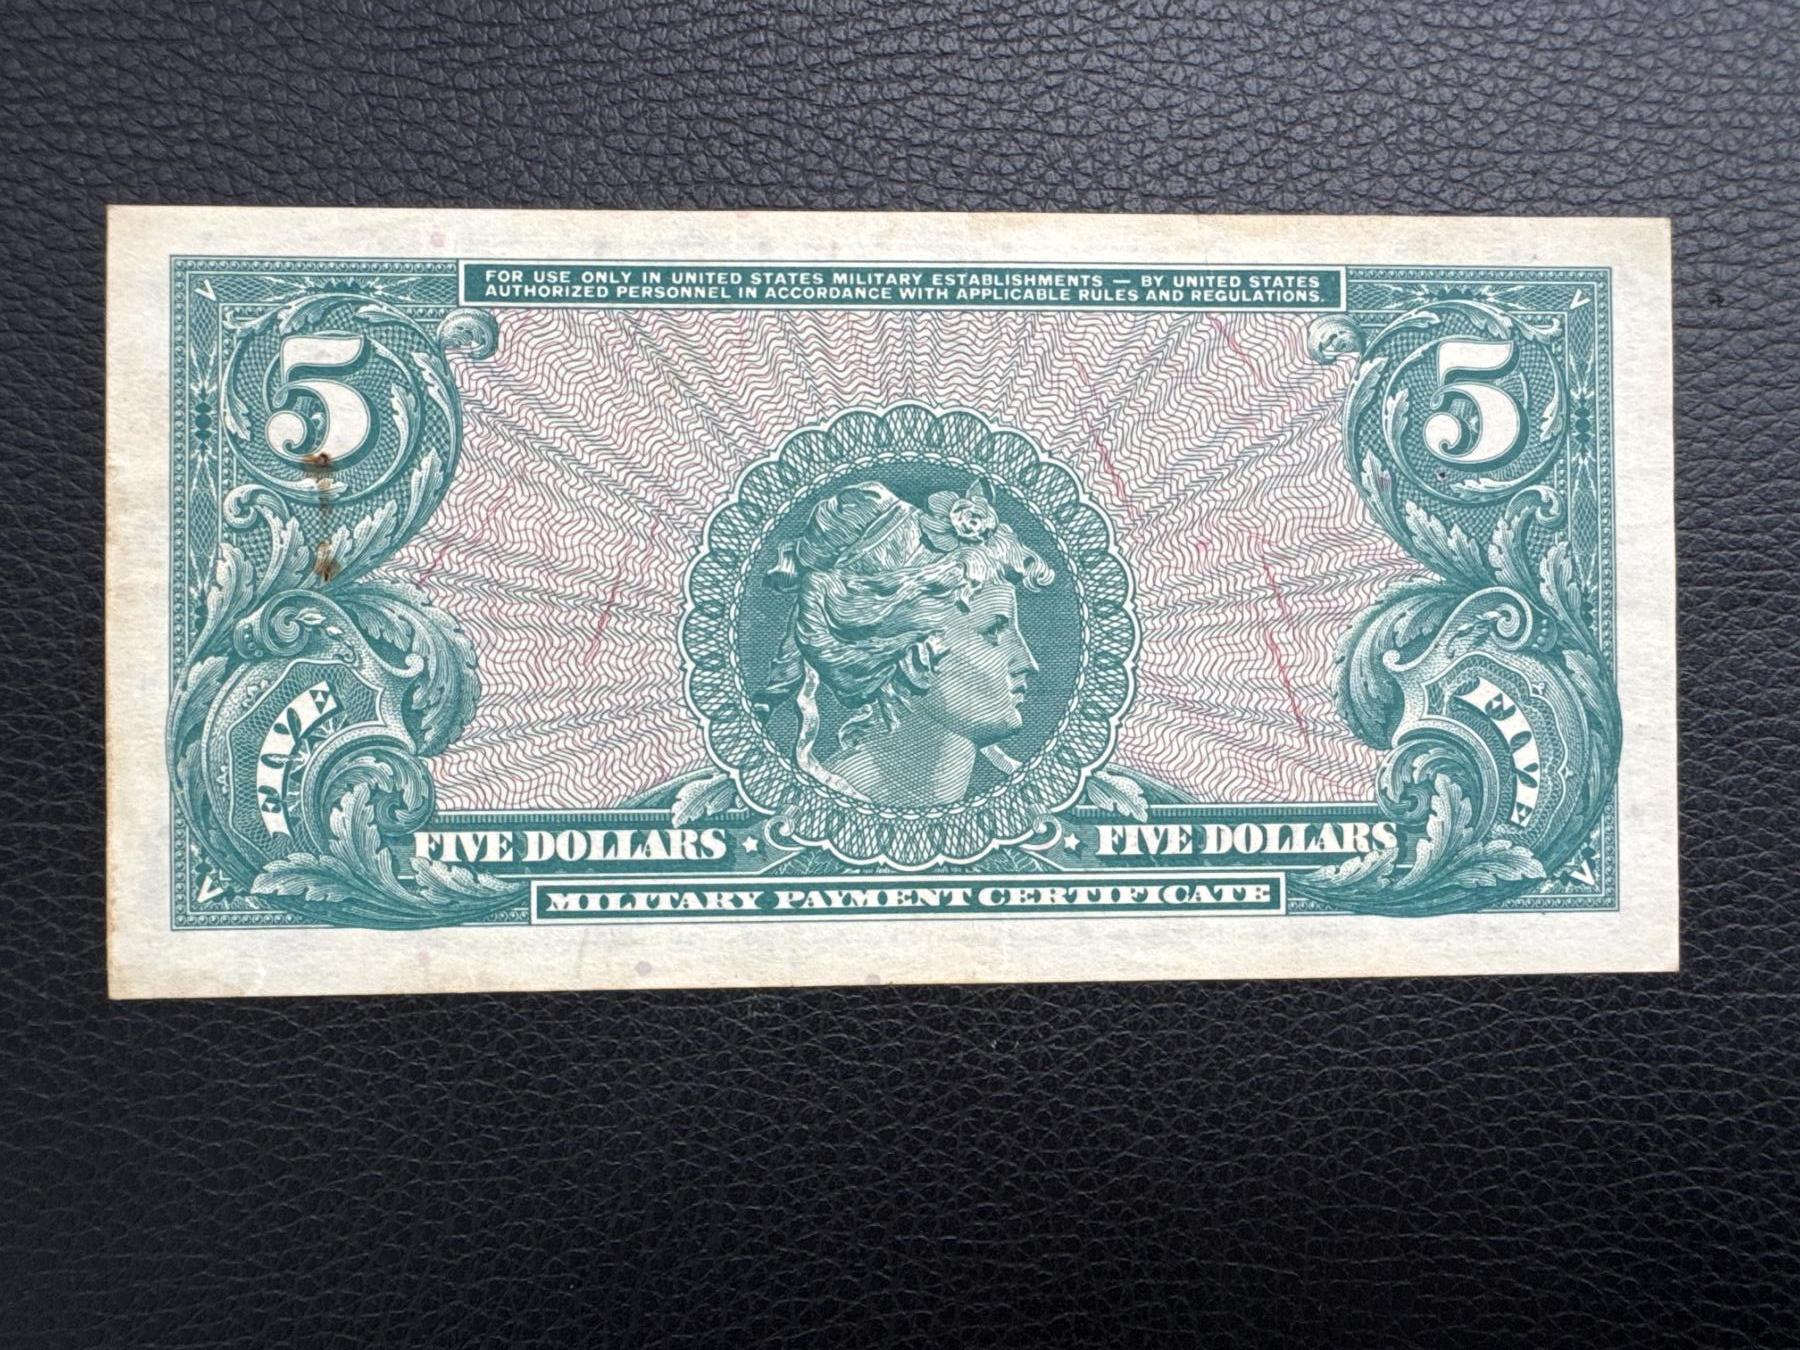 FOR USE ONLY IN UNITED STATES MILITARY ESTABLISHMENTS — BY UNITED STATES
AUTHORIZED PERSONNEL IN ACCORDANCE WITH APPLICABLE RULES AND REGULATIONS.
V V
5 5
FIVE FIVE
FIVE DOLLARS FIVE DOLLARS
V V
MILITARY PAYMENT CERTIFICATE